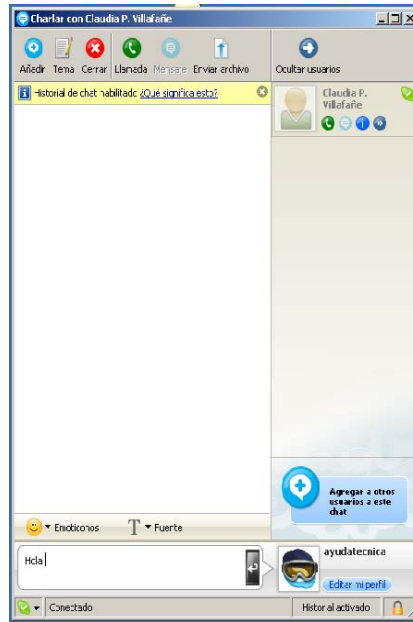 Charlar con Claudia P. Villafañe
Añadir Tema Cerrar Llamada Mensaje Enviar archivo Ocultar usuarios
Historial de chat habilitado ¿Qué significa esto?
Claudia P.
Villafañe
Agregar a otros
usuarios a este
chat
Emoticonos Fuente
Hola
ayudatecnica
Editar mi perfil
Conectado Historial activado